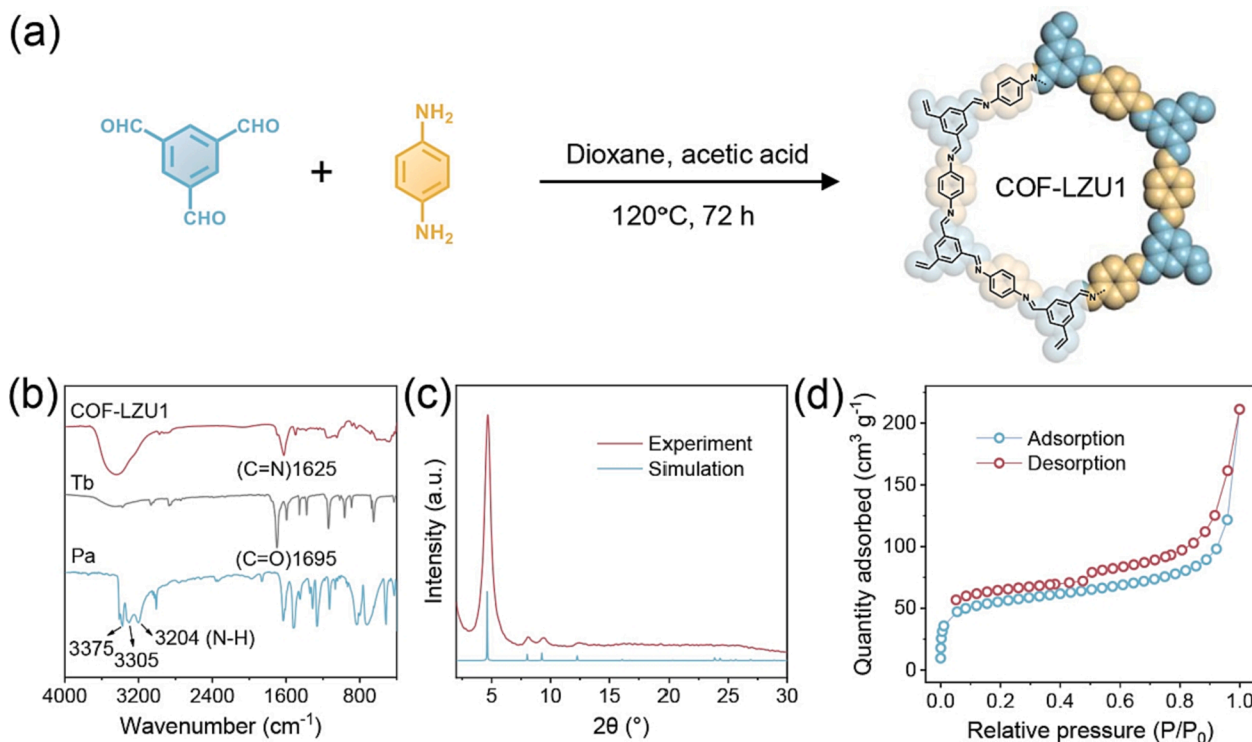 (a)
OHC
CHO
CHO
+
NH2
NH2
Dioxane, acetic acid
120°C, 72 h
COF-LZU1
N
N
N
N
N
N
(b)
COF-LZU1
(C=N)1625
Tb
(C=O)1695
Pa
3375
3305
3204 (N-H)
4000 3200 2400 1600 800
Wavenumber (cm⁻¹)
(c)
Intensity (a.u.)
Experiment
Simulation
5 10 15 20 25 30
2θ (°)
(d)
Quantity adsorbed (cm³ g⁻¹)
Adsorption
Desorption
200
150
100
50
0
0.0 0.2 0.4 0.6 0.8 1.0
Relative pressure (P/P₀)